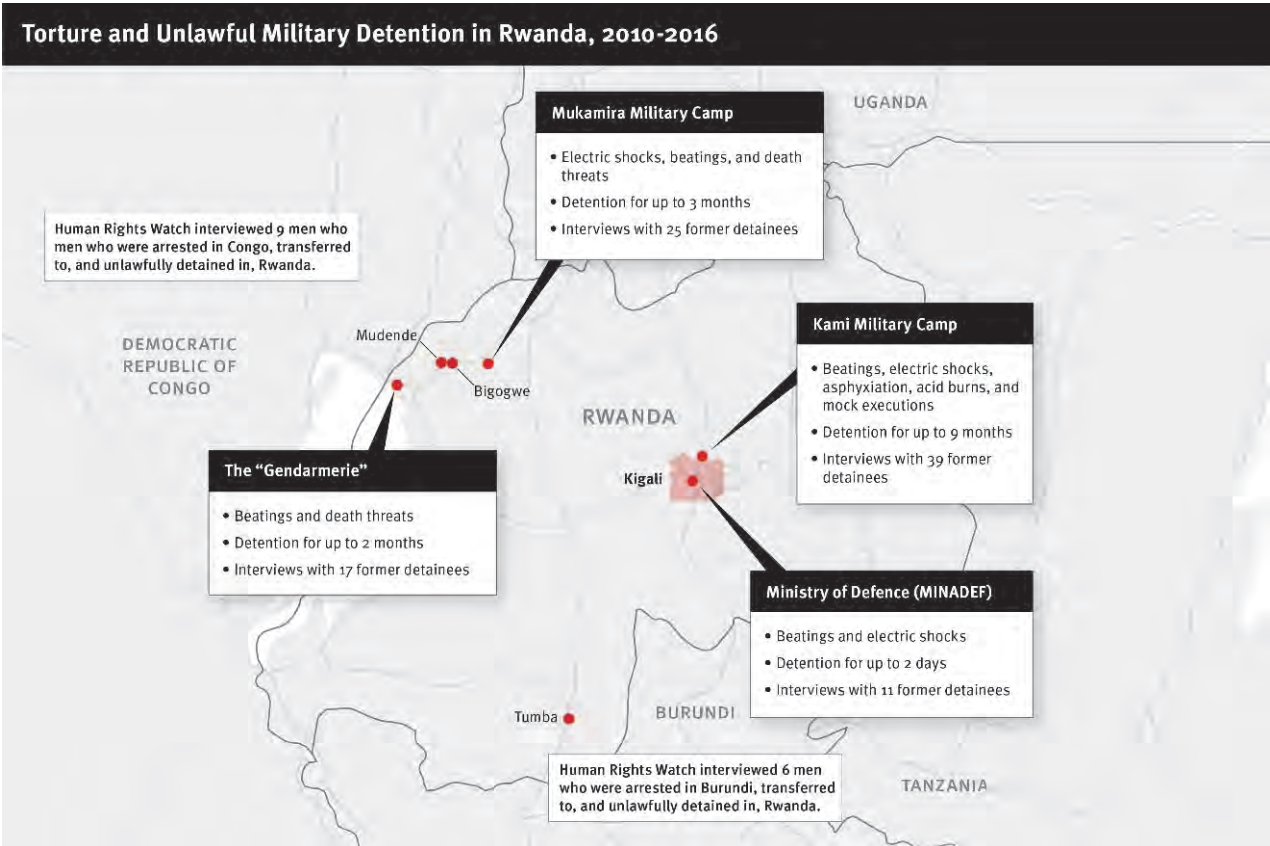 Torture and Unlawful Military Detention in Rwanda, 2010-2016
UGANDA
Mukamira Military Camp
• Electric shocks, beatings, and death
threats
• Detention for up to 3 months
• Interviews with 25 former detainees
Human Rights Watch interviewed 9 men who
men who were arrested in Congo, transferred
to, and unlawfully detained in, Rwanda.
DEMOCRATIC
REPUBLIC OF
CONGO
Mudende
Bigogwe
RWANDA
Kami Military Camp
• Beatings, electric shocks,
asphyxiation, acid burns, and
mock executions
• Detention for up to 9 months
• Interviews with 39 former
detainees
Kigali
The “Gendarmerie”
• Beatings and death threats
• Detention for up to 2 months
• Interviews with 17 former detainees
Ministry of Defence (MINADEF)
• Beatings and electric shocks
• Detention for up to 2 days
• Interviews with 11 former detainees
Tumba
BURUNDI
Human Rights Watch interviewed 6 men
who were arrested in Burundi, transferred
to, and unlawfully detained in, Rwanda.
TANZANIA